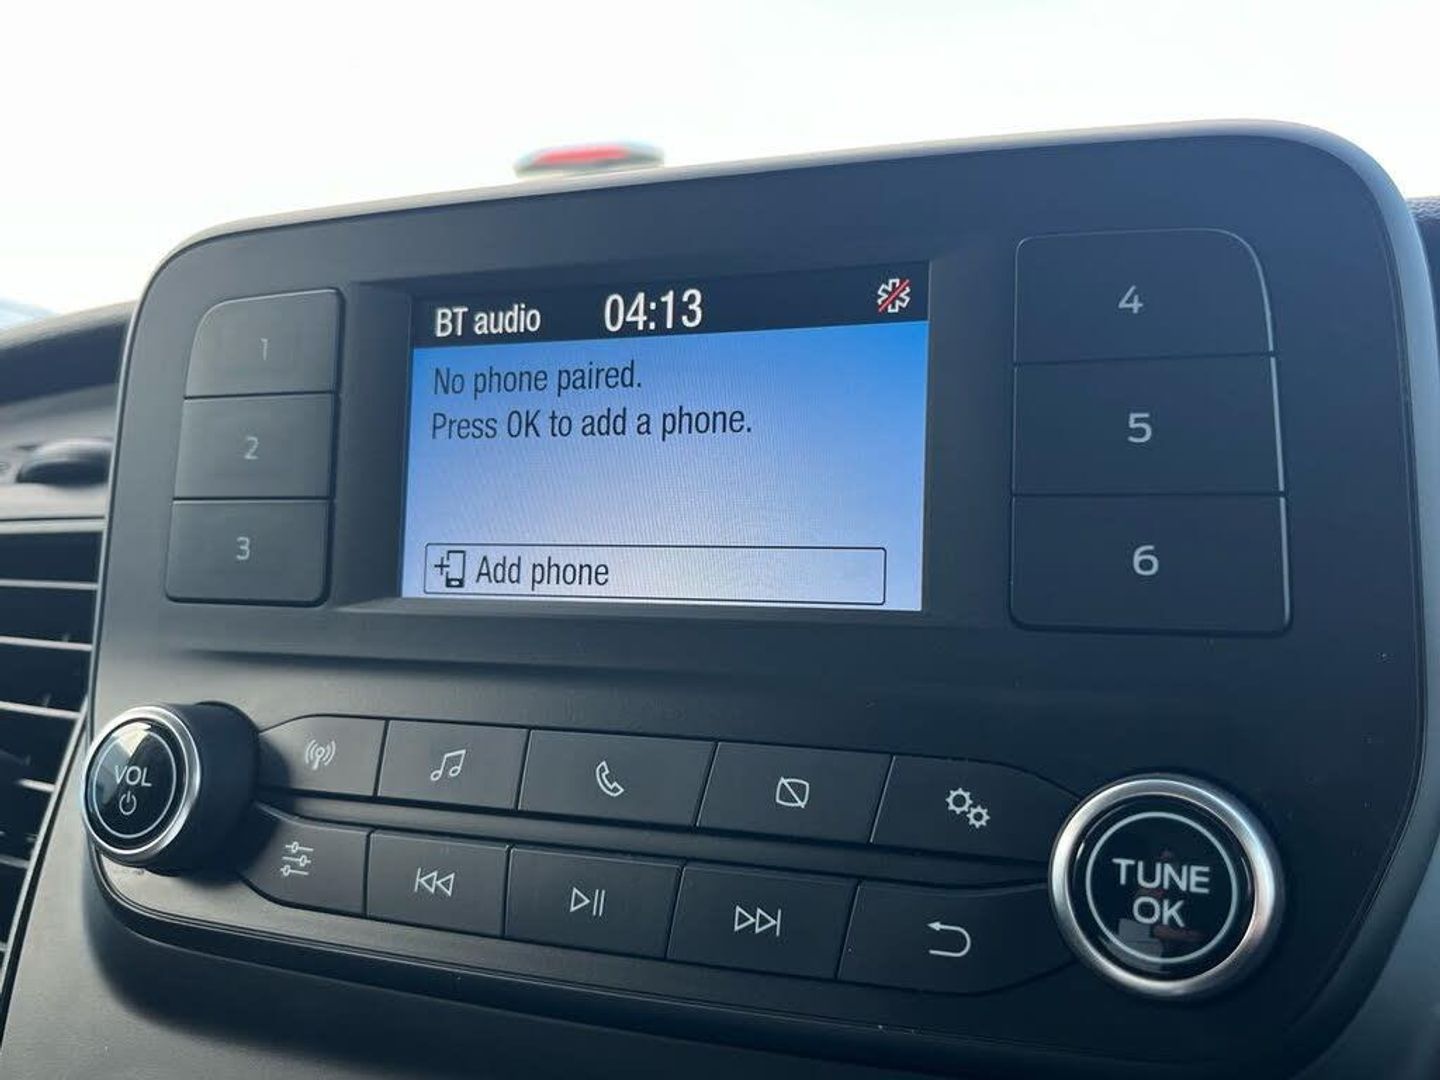 BT audio 04:13
No phone paired.
Press OK to add a phone.
Add phone
1
2
3
4
5
6
VOL
TUNE
OK